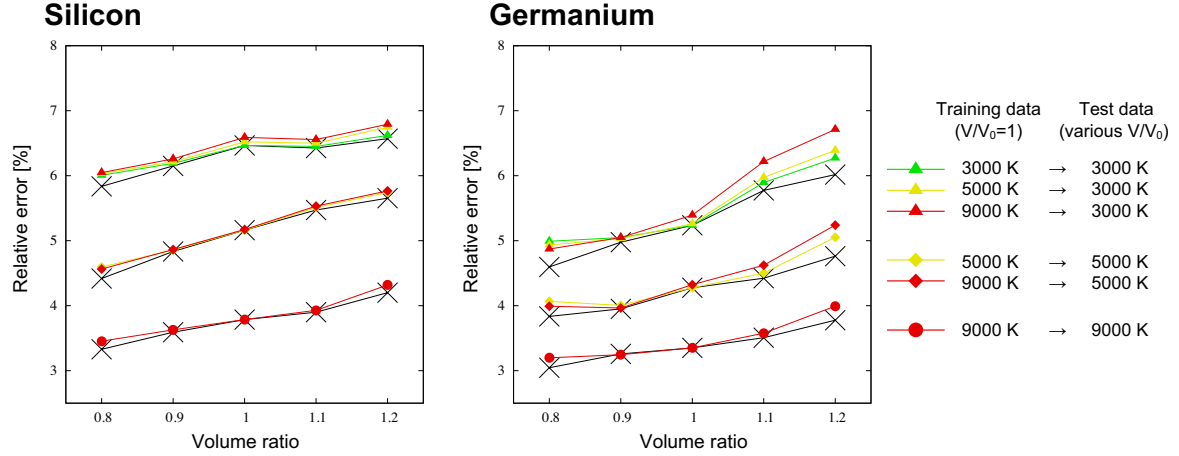 Silicon
Germanium
8
7
6
5
4
3
Relative error [%]
0.8 0.9 1 1.1 1.2
Volume ratio
8
7
6
5
4
3
Relative error [%]
0.8 0.9 1 1.1 1.2
Volume ratio
Training data Test data
(V/V₀=1) (various V/V₀)
3000 K → 3000 K
5000 K → 3000 K
9000 K → 3000 K
5000 K → 5000 K
9000 K → 5000 K
9000 K → 9000 K